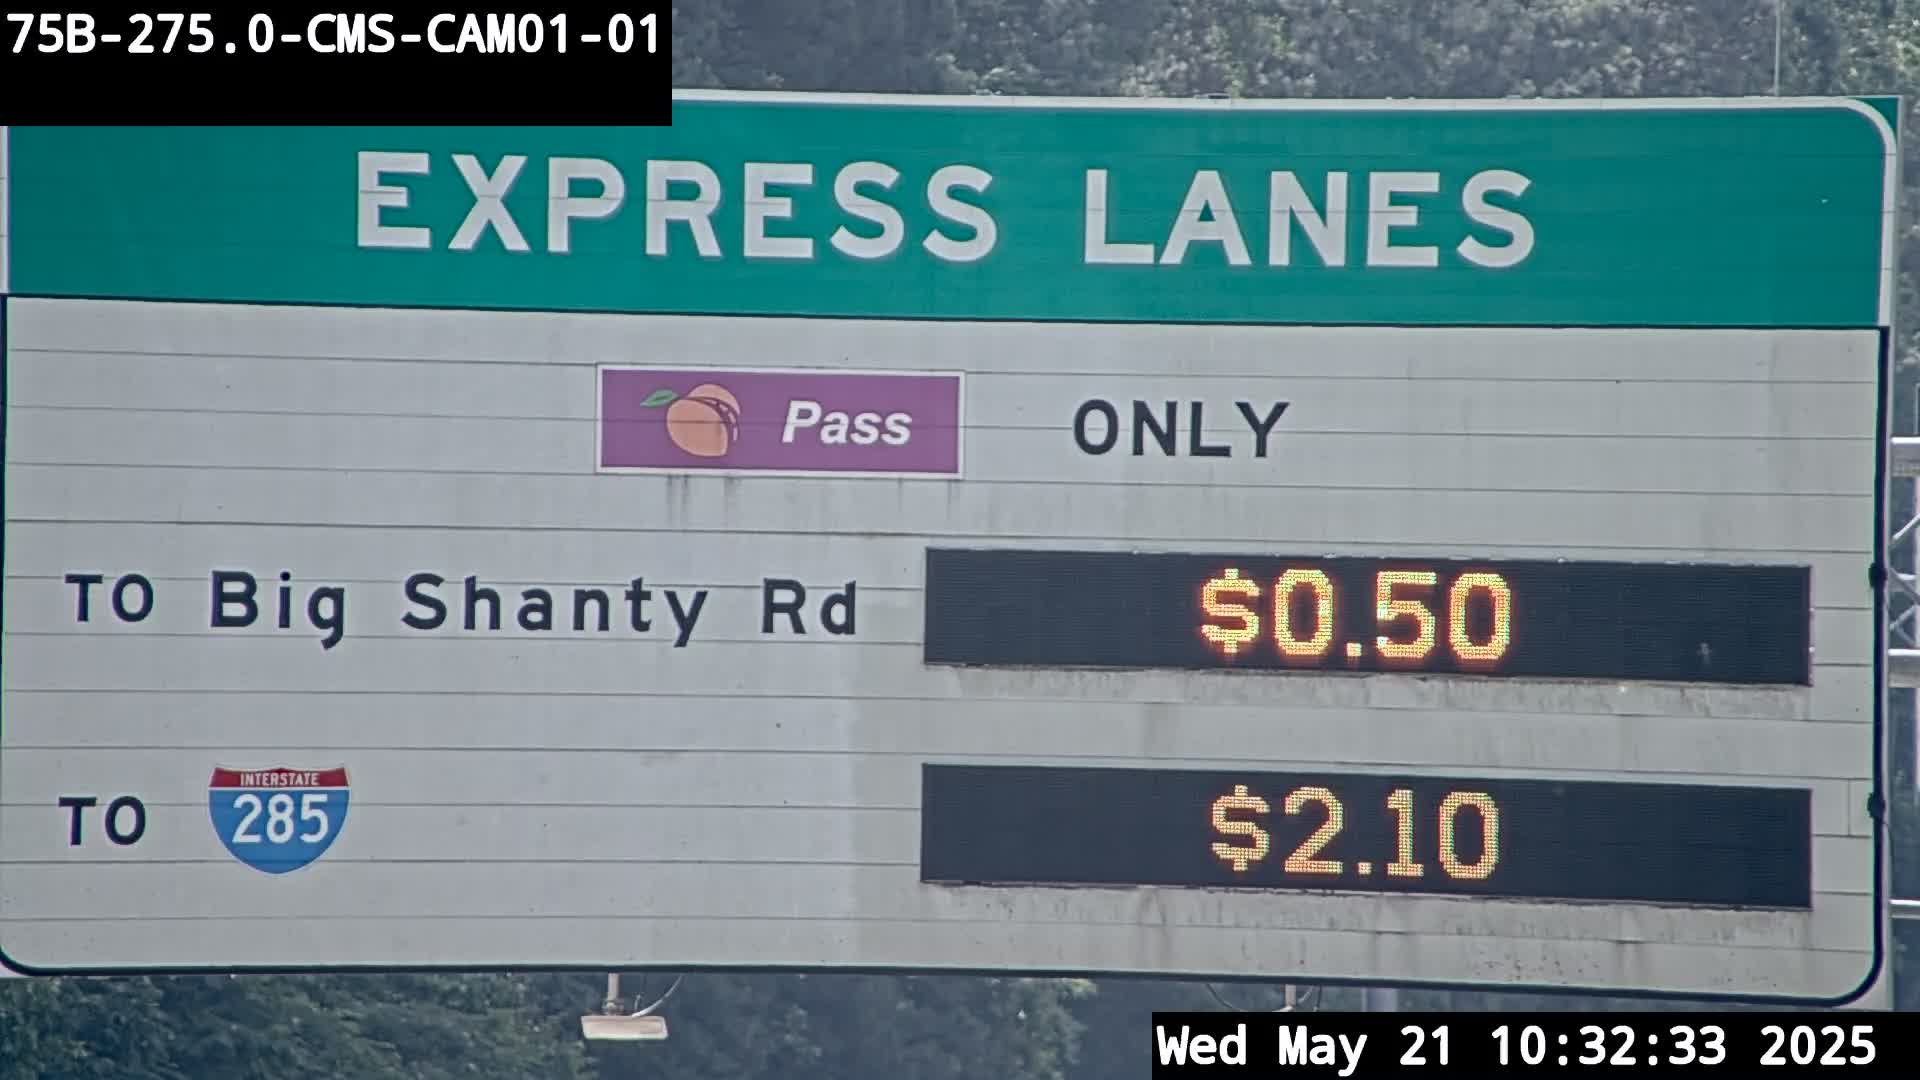 75B-275.0-CMS-CAM01-01
EXPRESS LANES
Pass ONLY
TO Big Shanty Rd $0.50
INTERSTATE
TO 285 $2.10
Wed May 21 10:32:33 2025